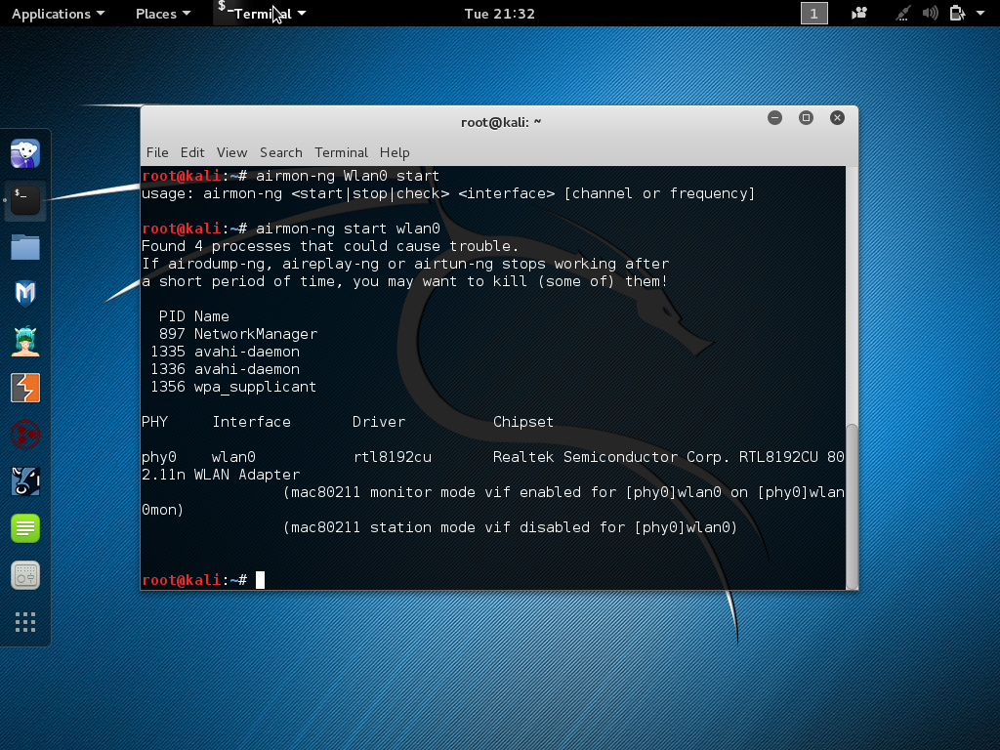 Applications Places $_ Terminal Tue 21:32 1
root@kali: ~
File Edit View Search Terminal Help
root@kali:~# airmon-ng Wlan0 start
usage: airmon-ng <start|stop|check> <interface> [channel or frequency]
root@kali:~# airmon-ng start wlan0
Found 4 processes that could cause trouble.
If airodump-ng, aireplay-ng or airtun-ng stops working after
a short period of time, you may want to kill (some of) them!
PID Name
897 NetworkManager
1335 avahi-daemon
1336 avahi-daemon
1356 wpa_supplicant
PHY Interface Driver Chipset
phy0 wlan0 rtl8192cu Realtek Semiconductor Corp. RTL8192CU 80
2.11n WLAN Adapter
(mac80211 monitor mode vif enabled for [phy0]wlan0 on [phy0]wlan
0mon)
(mac80211 station mode vif disabled for [phy0]wlan0)
root@kali:~#